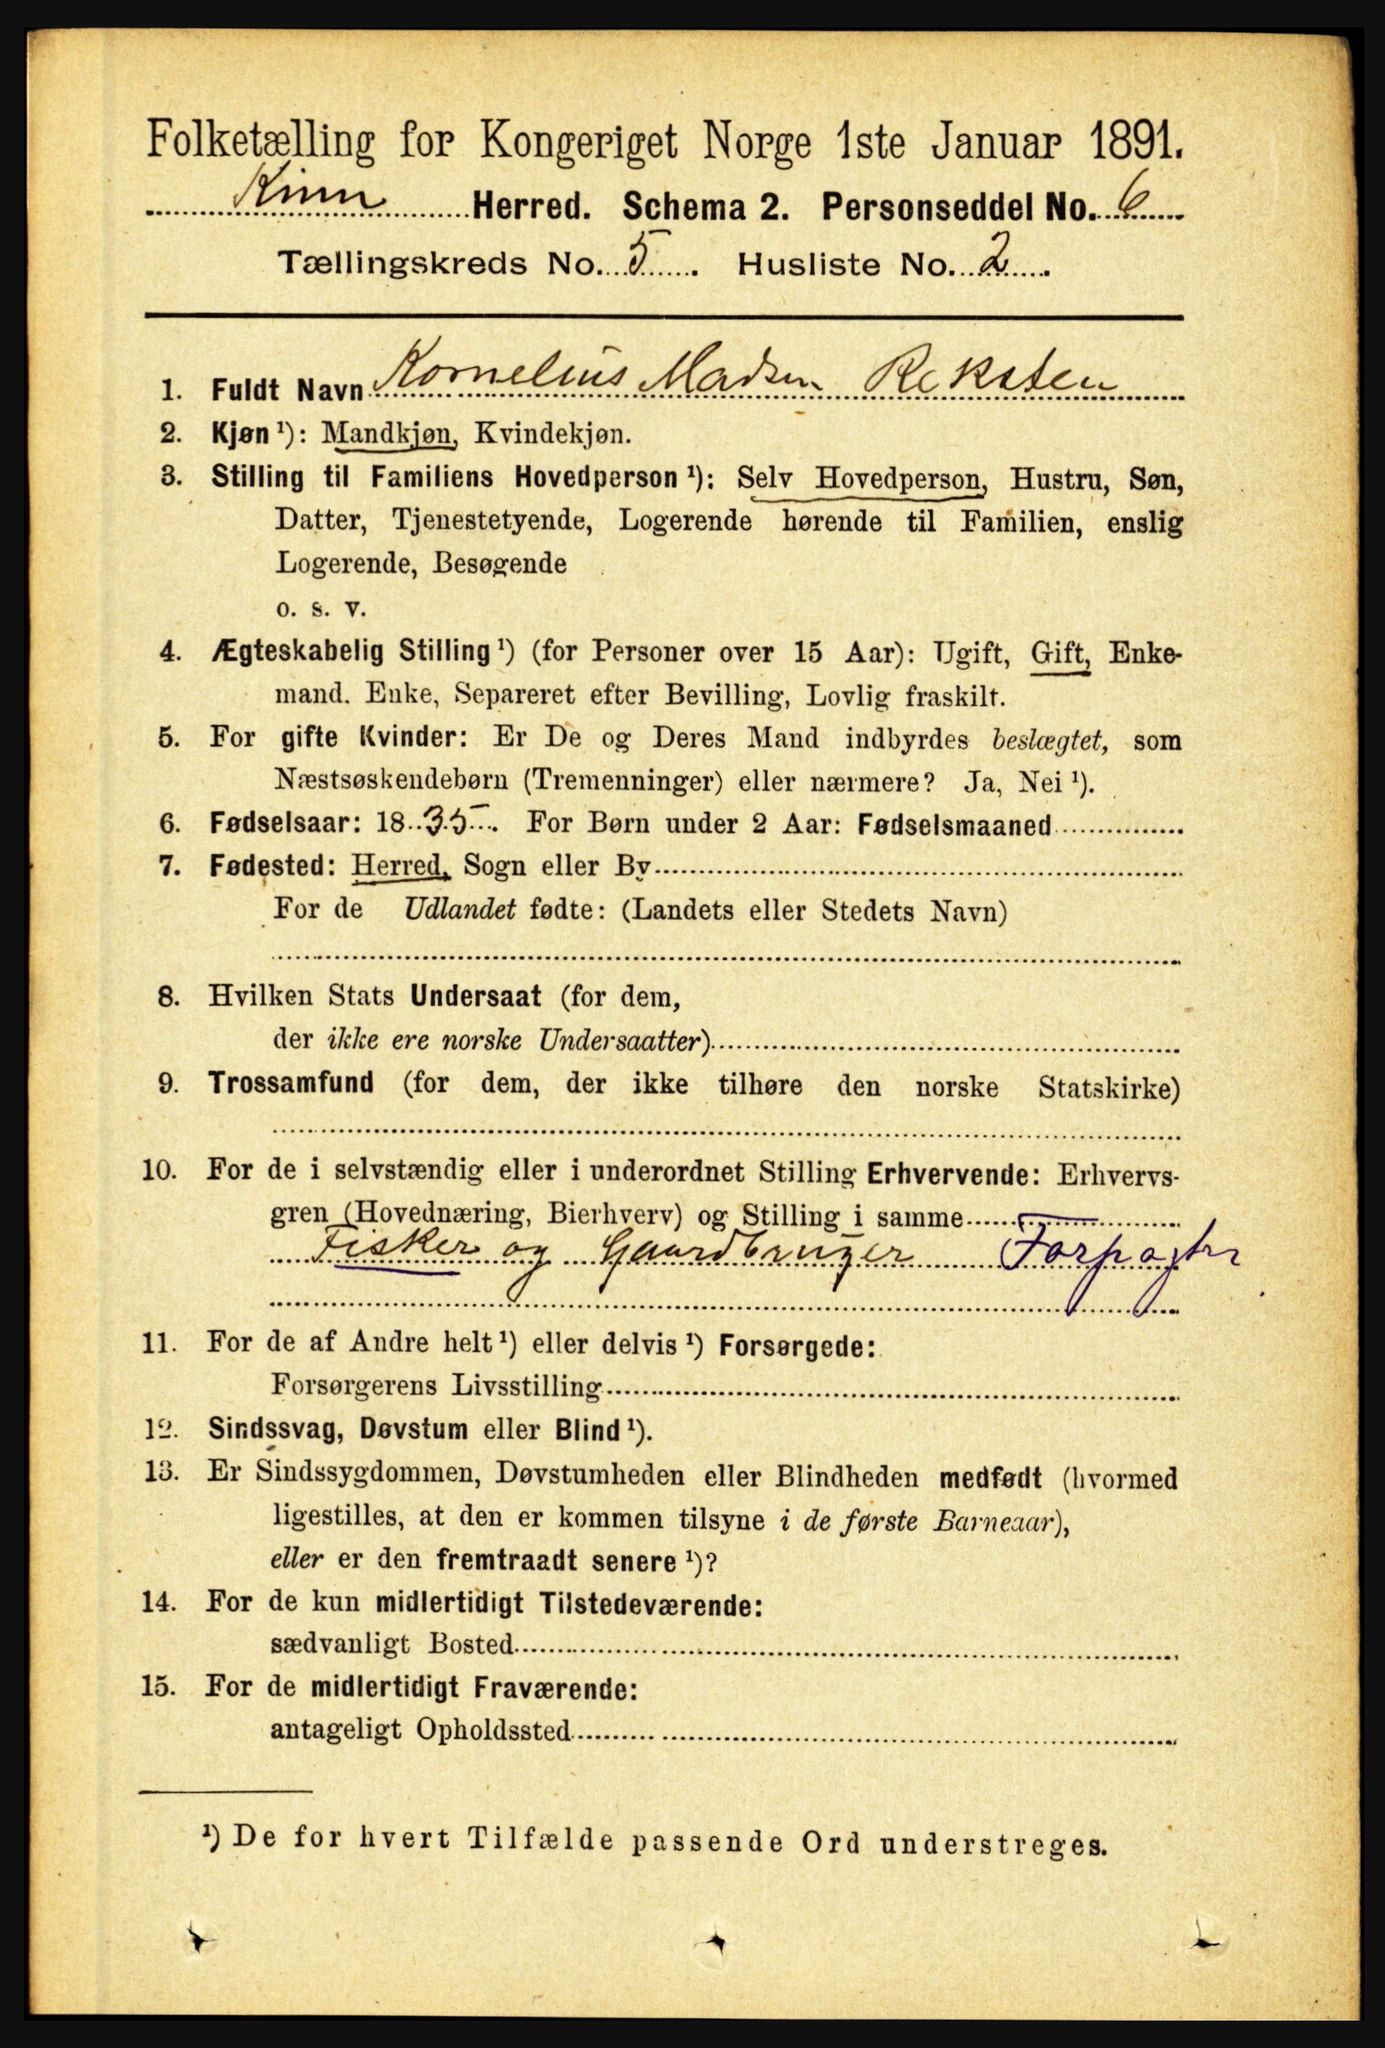 Folketælling for Kongeriget Norge 1ste Januar 1891.
Kinn Herred. Schema 2. Personseddel No. 6
Tællingskreds No. 5. Husliste No. 2.
1. Fuldt Navn Kornelius Madsen Reksten
2. Kjøn ¹): Mandkjøn, Kvindekjøn.
3. Stilling til Familiens Hovedperson ¹): Selv Hovedperson, Hustru, Søn,
Datter, Tjenestetyende, Logerende hørende til Familien, enslig
Logerende, Besøgende
o. s. v.
4. Ægteskabelig Stilling ¹) (for Personer over 15 Aar): Ugift, Gift, Enke-
mand. Enke, Separeret efter Bevilling, Lovlig fraskilt.
5. For gifte Kvinder: Er De og Deres Mand indbyrdes beslægtet, som
Næstsøskendebørn (Tremenninger) eller nærmere? Ja, Nei ¹).
6. Fødselsaar: 1835. For Børn under 2 Aar: Fødselsmaaned
7. Fødested: Herred, Sogn eller By
For de Udlandet fødte: (Landets eller Stedets Navn)
8. Hvilken Stats Undersaat (for dem,
der ikke ere norske Undersaatter)
9. Trossamfund (for dem, der ikke tilhøre den norske Statskirke)
10. For de i selvstændig eller i underordnet Stilling Erhvervende: Erhvervs-
gren (Hovednæring, Bierhverv) og Stilling i samme
Fisker og Gaardbruger Forpagter
11. For de af Andre helt ¹) eller delvis ¹) Forsørgede:
Forsørgerens Livsstilling
12. Sindssvag, Døvstum eller Blind ¹).
13. Er Sindssygdommen, Døvstumheden eller Blindheden medfødt (hvormed
ligestilles, at den er kommen tilsyne i de første Barneaar),
eller er den fremtraadt senere ¹)?
14. For de kun midlertidigt Tilstedeværende:
sædvanligt Bosted
15. For de midlertidigt Fraværende:
antageligt Opholdssted
¹) De for hvert Tilfælde passende Ord understreges.